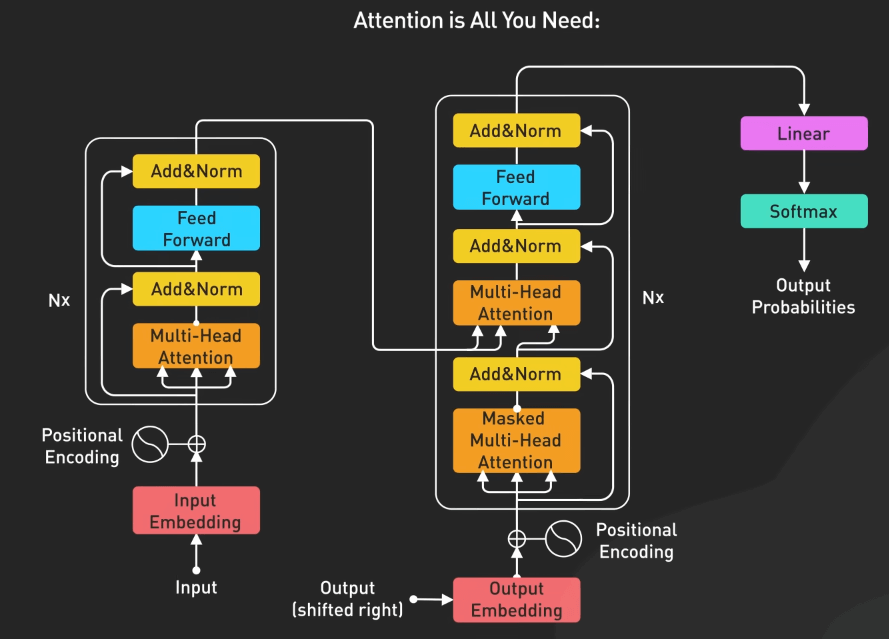 Attention is All You Need:
Add&Norm
Feed
Forward
Add&Norm
Multi-Head
Attention
Nx
Positional
Encoding
Input
Embedding
Input
Add&Norm
Feed
Forward
Add&Norm
Multi-Head
Attention
Add&Norm
Masked
Multi-Head
Attention
Nx
Positional
Encoding
Output
(shifted right)
Output
Embedding
Linear
Softmax
Output
Probabilities